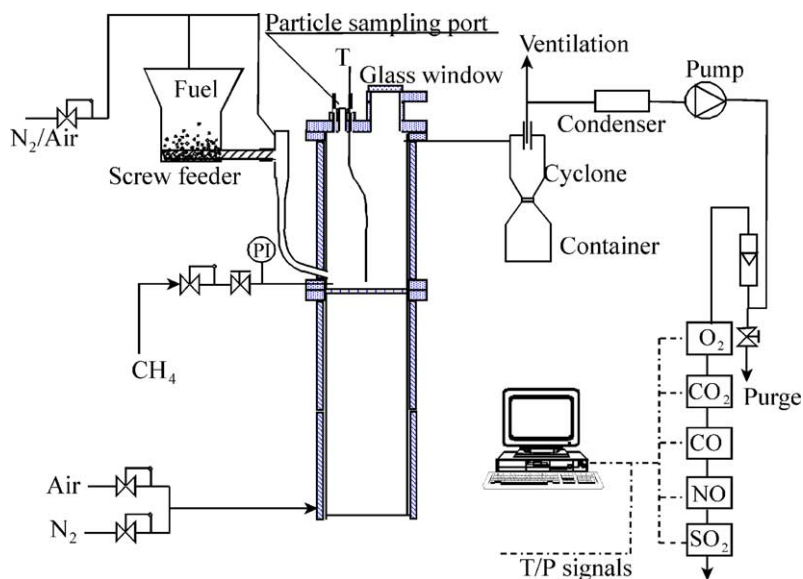 Particle sampling port
T
Ventilation
Glass window
Pump
Fuel
N₂/Air
Condenser
Screw feeder
Cyclone
Container
PI
CH₄
O₂
CO₂
Purge
CO
Air
NO
N₂
SO₂
T/P signals